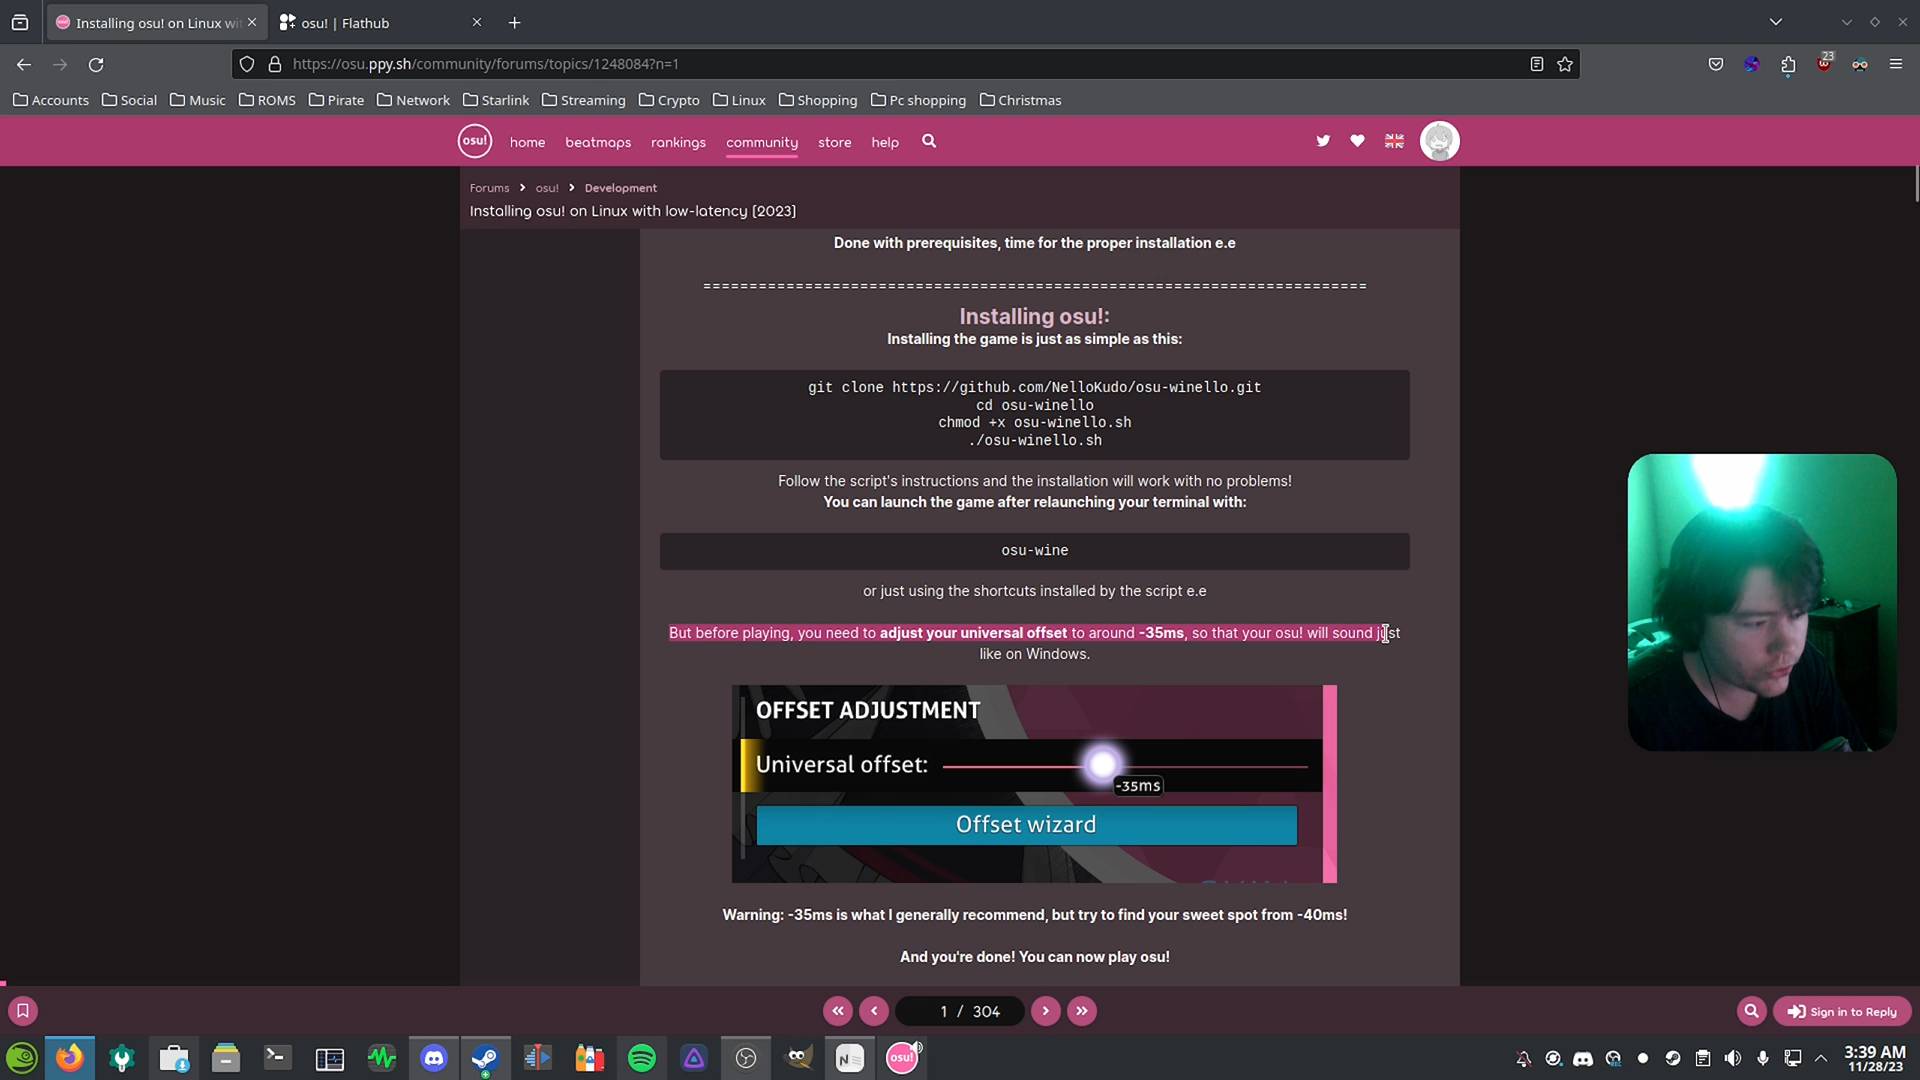 Installing osu! on Linux wi
osu! | Flathub
https://osu.ppy.sh/community/forums/topics/1248084?n=1
23
Accounts
Social
Music
ROMS
Pirate
Network
Starlink
Streaming
Crypto
Linux
Shopping
Pc shopping
Christmas
osu!
home
beatmaps
rankings
community
store
help
Forums
osu!
Development
Installing osu! on Linux with low-latency [2023]
Done with prerequisites, time for the proper installation e.e
========================================================================
Installing osu!:
Installing the game is just as simple as this:
git clone https://github.com/NelloKudo/osu-winello.git
cd osu-winello
chmod +x osu-winello.sh
./osu-winello.sh
Follow the script's instructions and the installation will work with no problems!
You can launch the game after relaunching your terminal with:
osu-wine
or just using the shortcuts installed by the script e.e
But before playing, you need to adjust your universal offset to around -35ms, so that your osu! will sound just
like on Windows.
OFFSET ADJUSTMENT
Universal offset:
-35ms
Offset wizard
Warning: -35ms is what I generally recommend, but try to find your sweet spot from -40ms!
And you're done! You can now play osu!
1 / 304
Sign in to Reply
N
osu!
3:39 AM
11/28/23